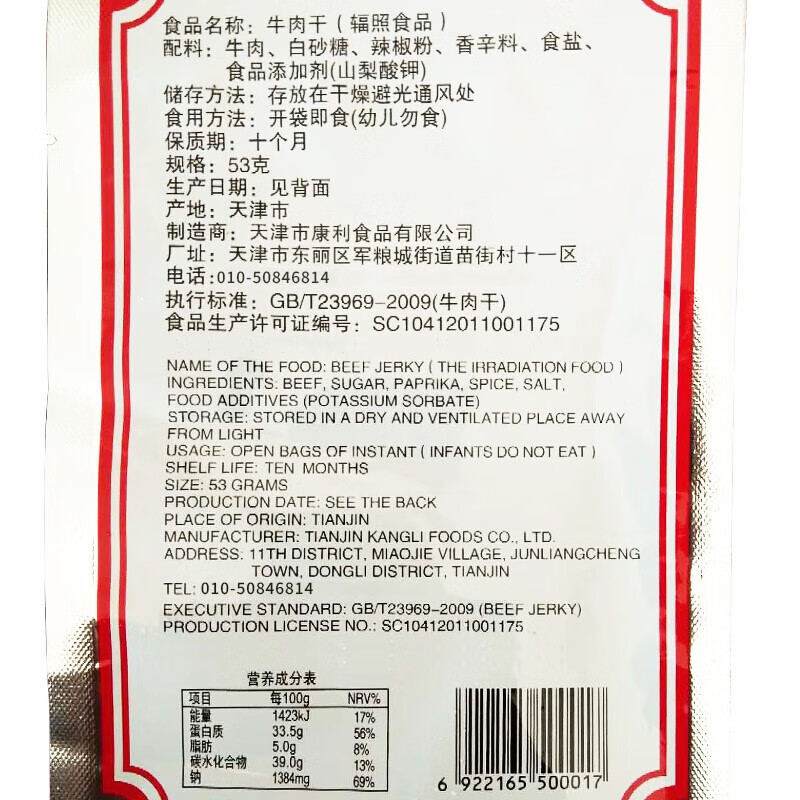 食品名称：牛肉干（辐照食品）
配料：牛肉、白砂糖、辣椒粉、香辛料、食盐、
食品添加剂(山梨酸钾)
储存方法：存放在干燥避光通风处
食用方法：开袋即食(幼儿勿食)
保质期：十个月
规格：53克
生产日期：见背面
产地：天津市
制造商：天津市康利食品有限公司
厂址：天津市东丽区军粮城街道苗街村十一区
电话:010-50846814
执行标准：GB/T23969-2009(牛肉干)
食品生产许可证编号：SC10412011001175
NAME OF THE FOOD: BEEF JERKY ( THE IRRADIATION FOOD )
INGREDIENTS: BEEF, SUGAR, PAPRIKA, SPICE, SALT,
FOOD ADDITIVES (POTASSIUM SORBATE)
STORAGE: STORED IN A DRY AND VENTILATED PLACE AWAY
FROM LIGHT
USAGE: OPEN BAGS OF INSTANT ( INFANTS DO NOT EAT )
SHELF LIFE: TEN MONTHS
SIZE: 53 GRAMS
PRODUCTION DATE: SEE THE BACK
PLACE OF ORIGIN: TIANJIN
MANUFACTURER: TIANJIN KANGLI FOODS CO., LTD.
ADDRESS: 11TH DISTRICT, MIAOJIE VILLAGE, JUNLIANGCHENG
TOWN, DONGLI DISTRICT, TIANJIN
TEL: 010-50846814
EXECUTIVE STANDARD: GB/T23969-2009 (BEEF JERKY)
PRODUCTION LICENSE NO.: SC10412011001175
营养成分表
项目 每100g NRV%
能量 1423kJ 17%
蛋白质 33.5g 56%
脂肪 5.0g 8%
碳水化合物 39.0g 13%
钠 1384mg 69%
6 922165 500017